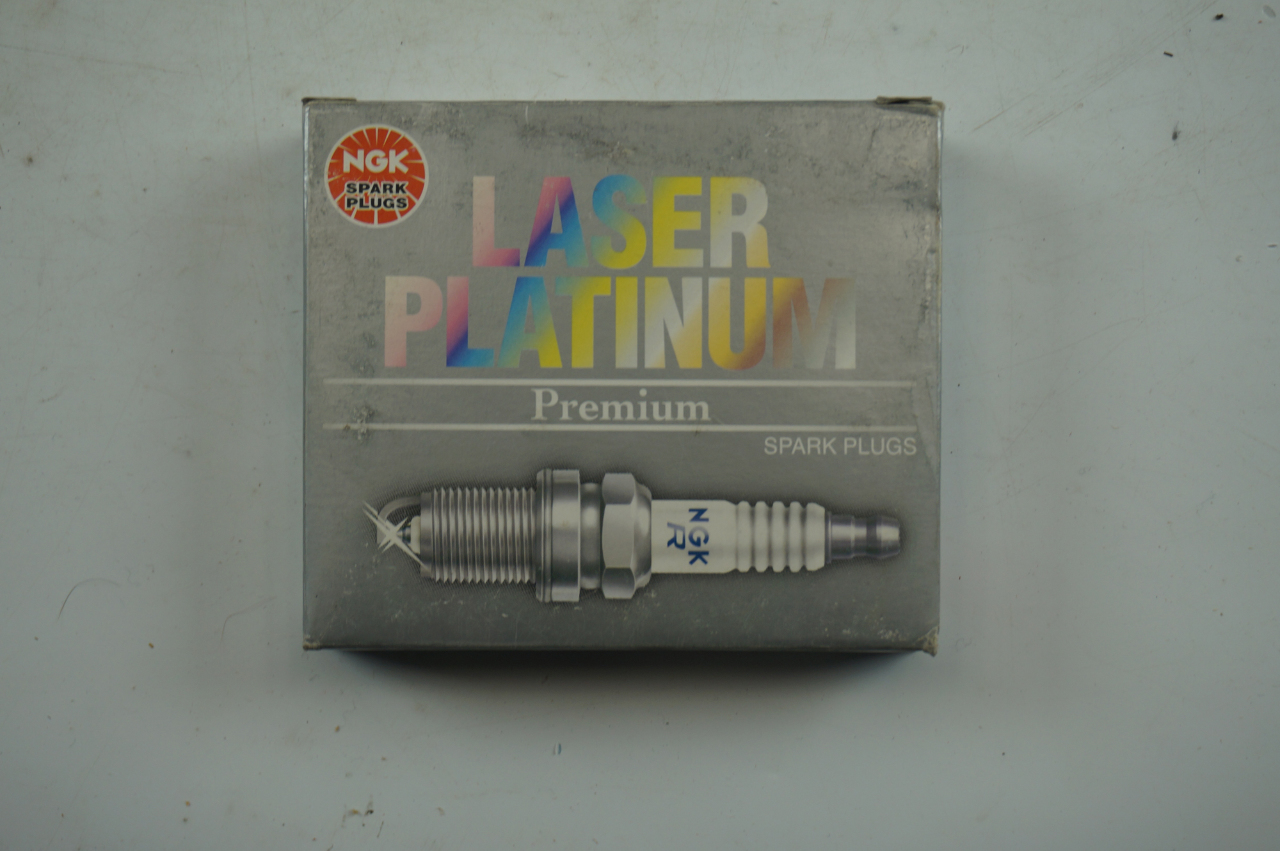 NGK
SPARK
PLUGS
LASER
PLATINUM
Premium
SPARK PLUGS
NGK
R